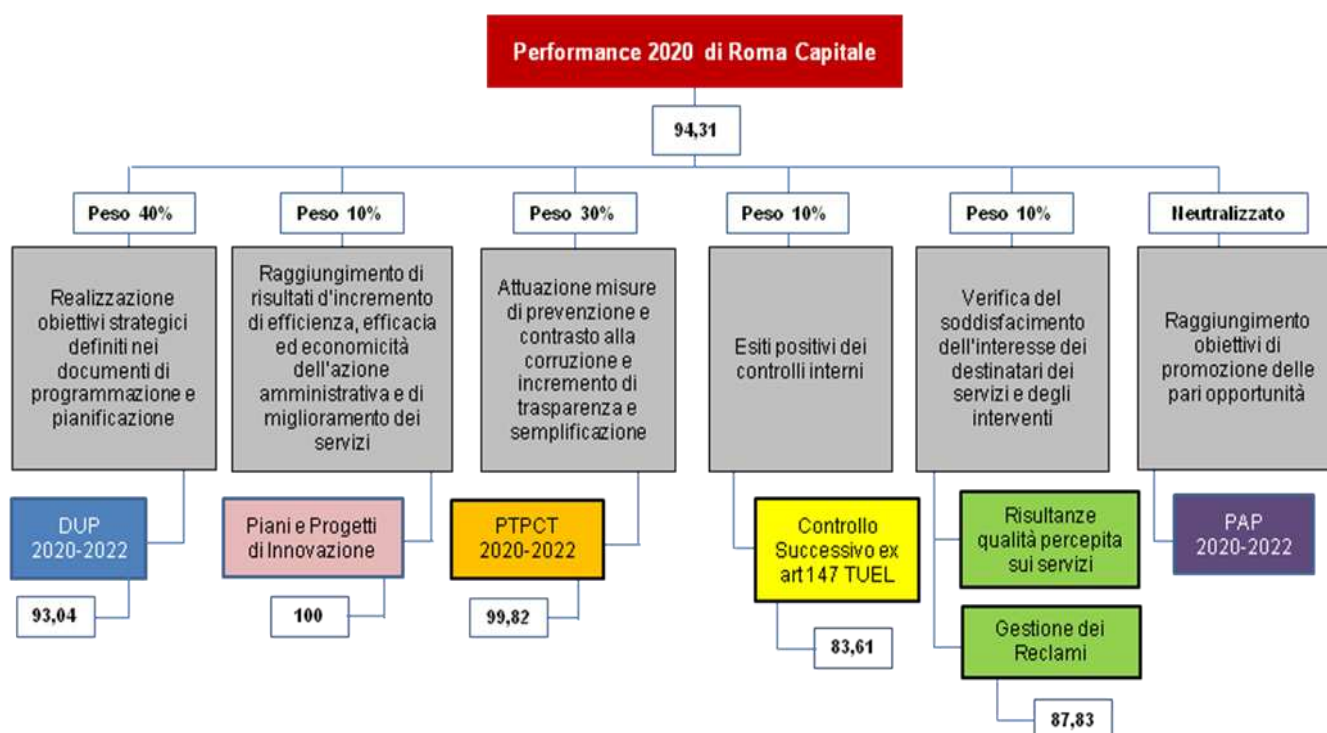 Performance 2020 di Roma Capitale
94,31
Peso 40%
Peso 10%
Peso 30%
Peso 10%
Peso 10%
Neutralizzato
Realizzazione
obiettivi strategici
definiti nei
documenti di
programmazione e
pianificazione
Raggiungimento di
risultati d'incremento
di efficienza, efficacia
ed economicità
dell'azione
amministrativa e di
miglioramento dei
servizi
Attuazione misure
di prevenzione e
contrasto alla
corruzione e
incremento di
trasparenza e
semplificazione
Esiti positivi dei
controlli interni
Verifica del
soddisfacimento
dell'interesse dei
destinatari dei
servizi e degli
interventi
Raggiungimento
obiettivi di
promozione delle
pari opportunità
DUP
2020-2022
Piani e Progetti
di Innovazione
PTPCT
2020-2022
Controllo
Successivo ex
art 147 TUEL
Risultanze
qualità percepita
sui servizi
PAP
2020-2022
93,04
100
99,82
83,61
Gestione dei
Reclami
87,83